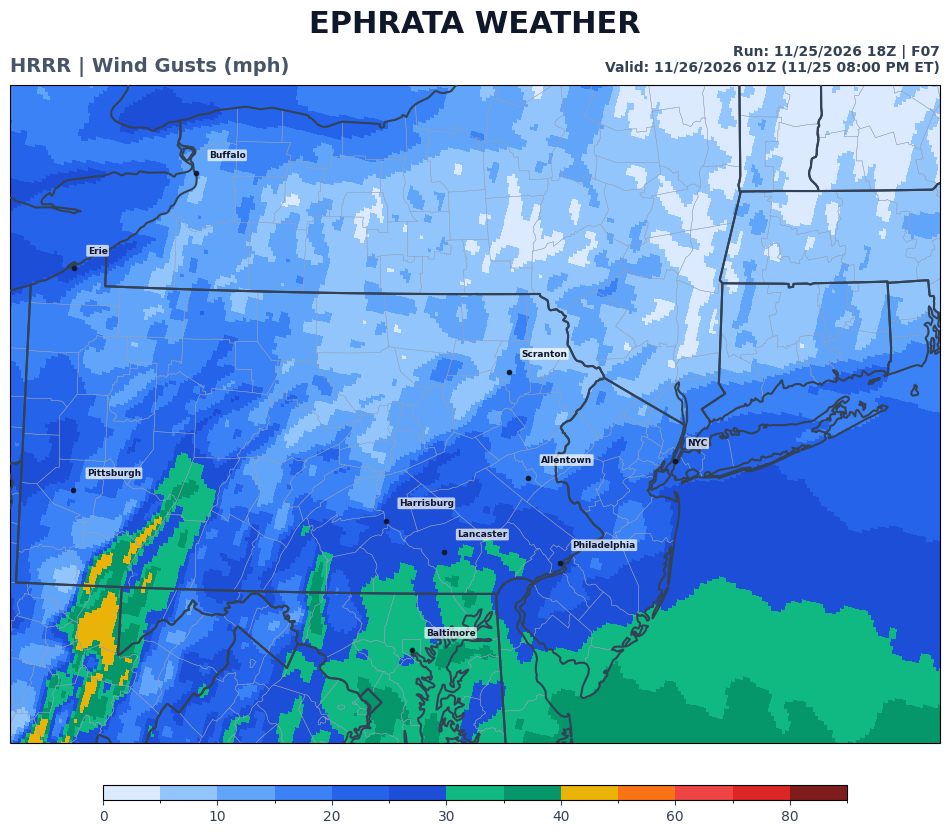 EPHRATA WEATHER
HRRR | Wind Gusts (mph)
Run: 11/25/2026 18Z | F07
Valid: 11/26/2026 01Z (11/25 08:00 PM ET)
Buffalo
Erie
Scranton
NYC
Allentown
Pittsburgh
Harrisburg
Lancaster
Philadelphia
Baltimore
0 10 20 30 40 50 60 70 80